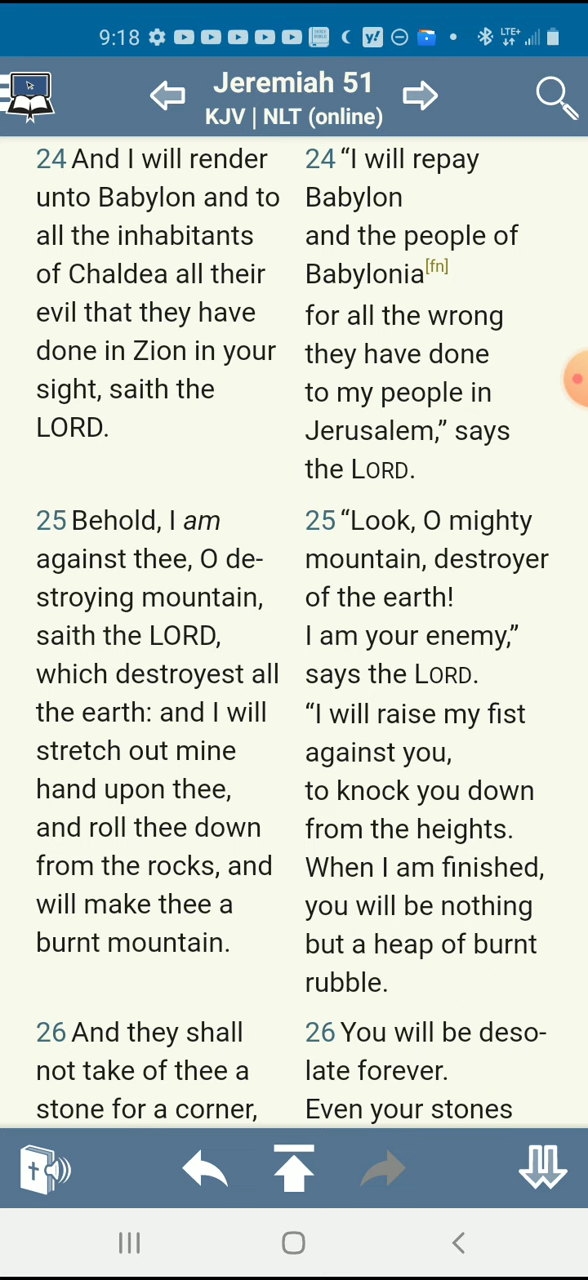 9:18
LTE+
Jeremiah 51
KJV | NLT (online)
24 And I will render
unto Babylon and to
all the inhabitants
of Chaldea all their
evil that they have
done in Zion in your
sight, saith the
LORD.
25 Behold, I am
against thee, O de-
stroying mountain,
saith the LORD,
which destroyest all
the earth: and I will
stretch out mine
hand upon thee,
and roll thee down
from the rocks, and
will make thee a
burnt mountain.
26 And they shall
not take of thee a
stone for a corner,
24 “I will repay
Babylon
and the people of
Babylonia[fn]
for all the wrong
they have done
to my people in
Jerusalem,” says
the LORD.
25 “Look, O mighty
mountain, destroyer
of the earth!
I am your enemy,”
says the LORD.
“I will raise my fist
against you,
to knock you down
from the heights.
When I am finished,
you will be nothing
but a heap of burnt
rubble.
26 You will be deso-
late forever.
Even your stones